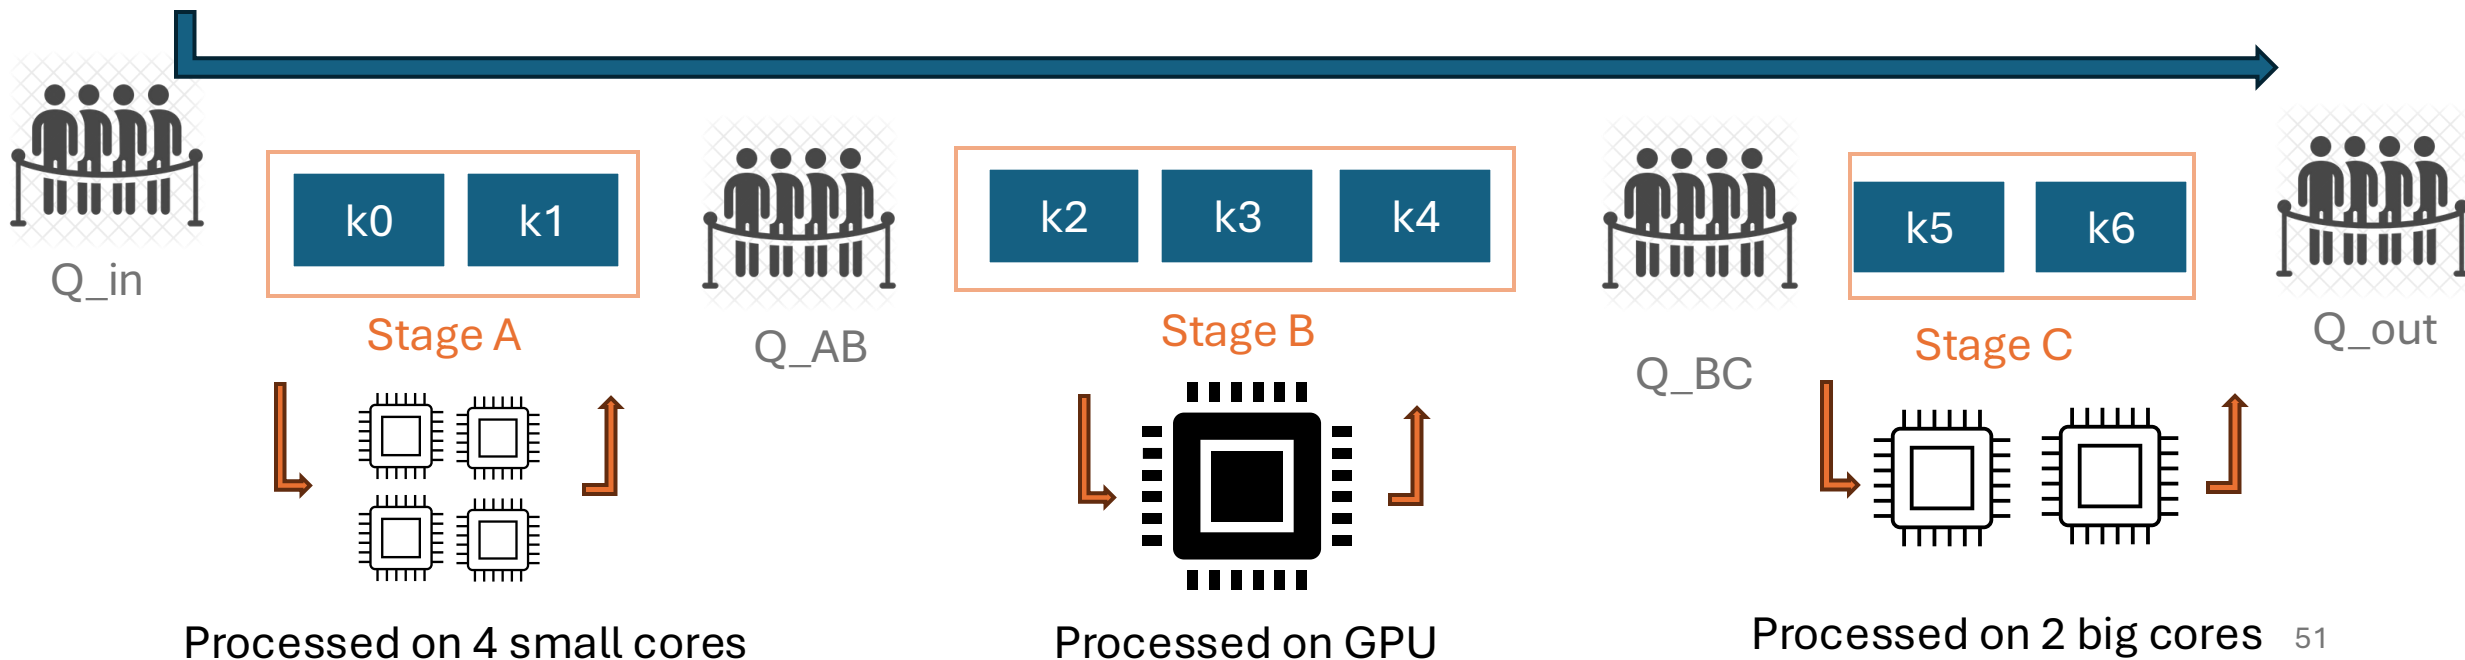 k0
k1
k2
k3
k4
k5
k6
Q_in
Stage A
Q_AB
Stage B
Q_BC
Stage C
Q_out
Processed on 4 small cores
Processed on GPU
Processed on 2 big cores
51